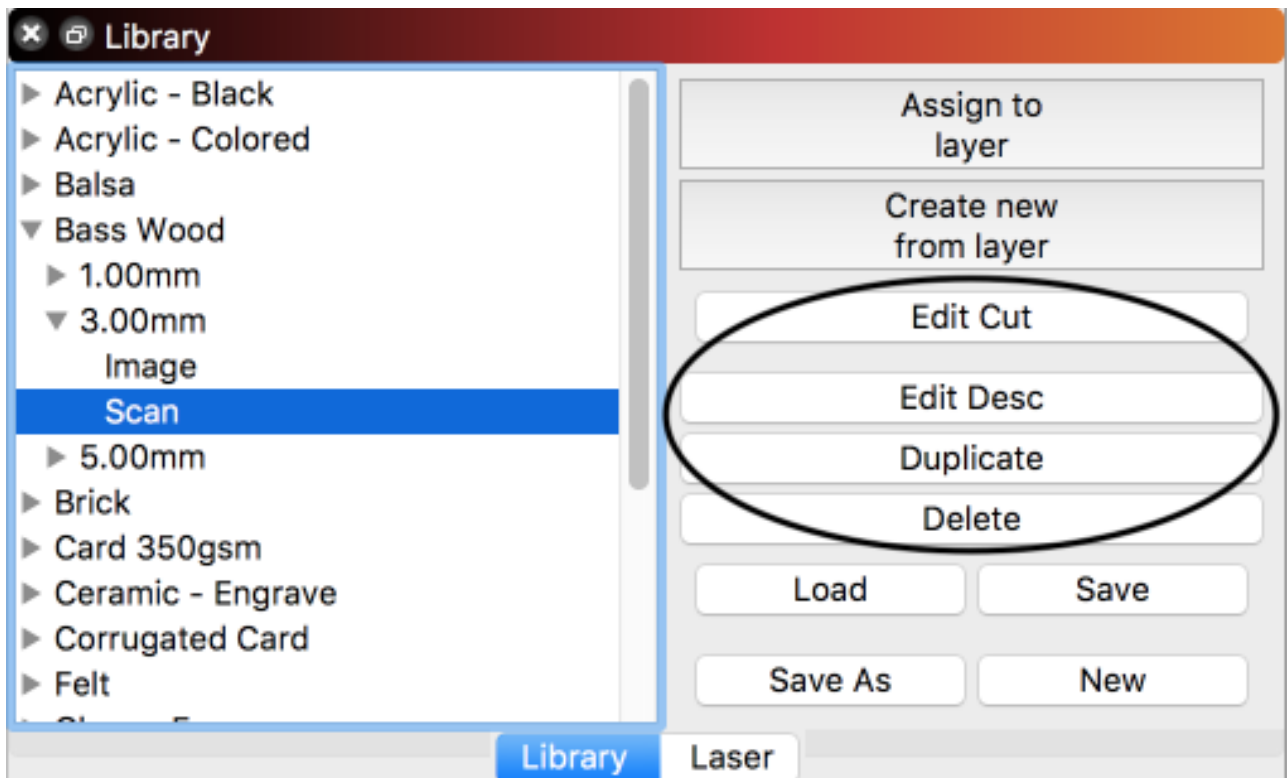 Library
Acrylic - Black
Acrylic - Colored
Balsa
Bass Wood
1.00mm
3.00mm
Image
Scan
5.00mm
Brick
Card 350gsm
Ceramic - Engrave
Corrugated Card
Felt
Assign to
layer
Create new
from layer
Edit Cut
Edit Desc
Duplicate
Delete
Load Save
Save As New
Library Laser